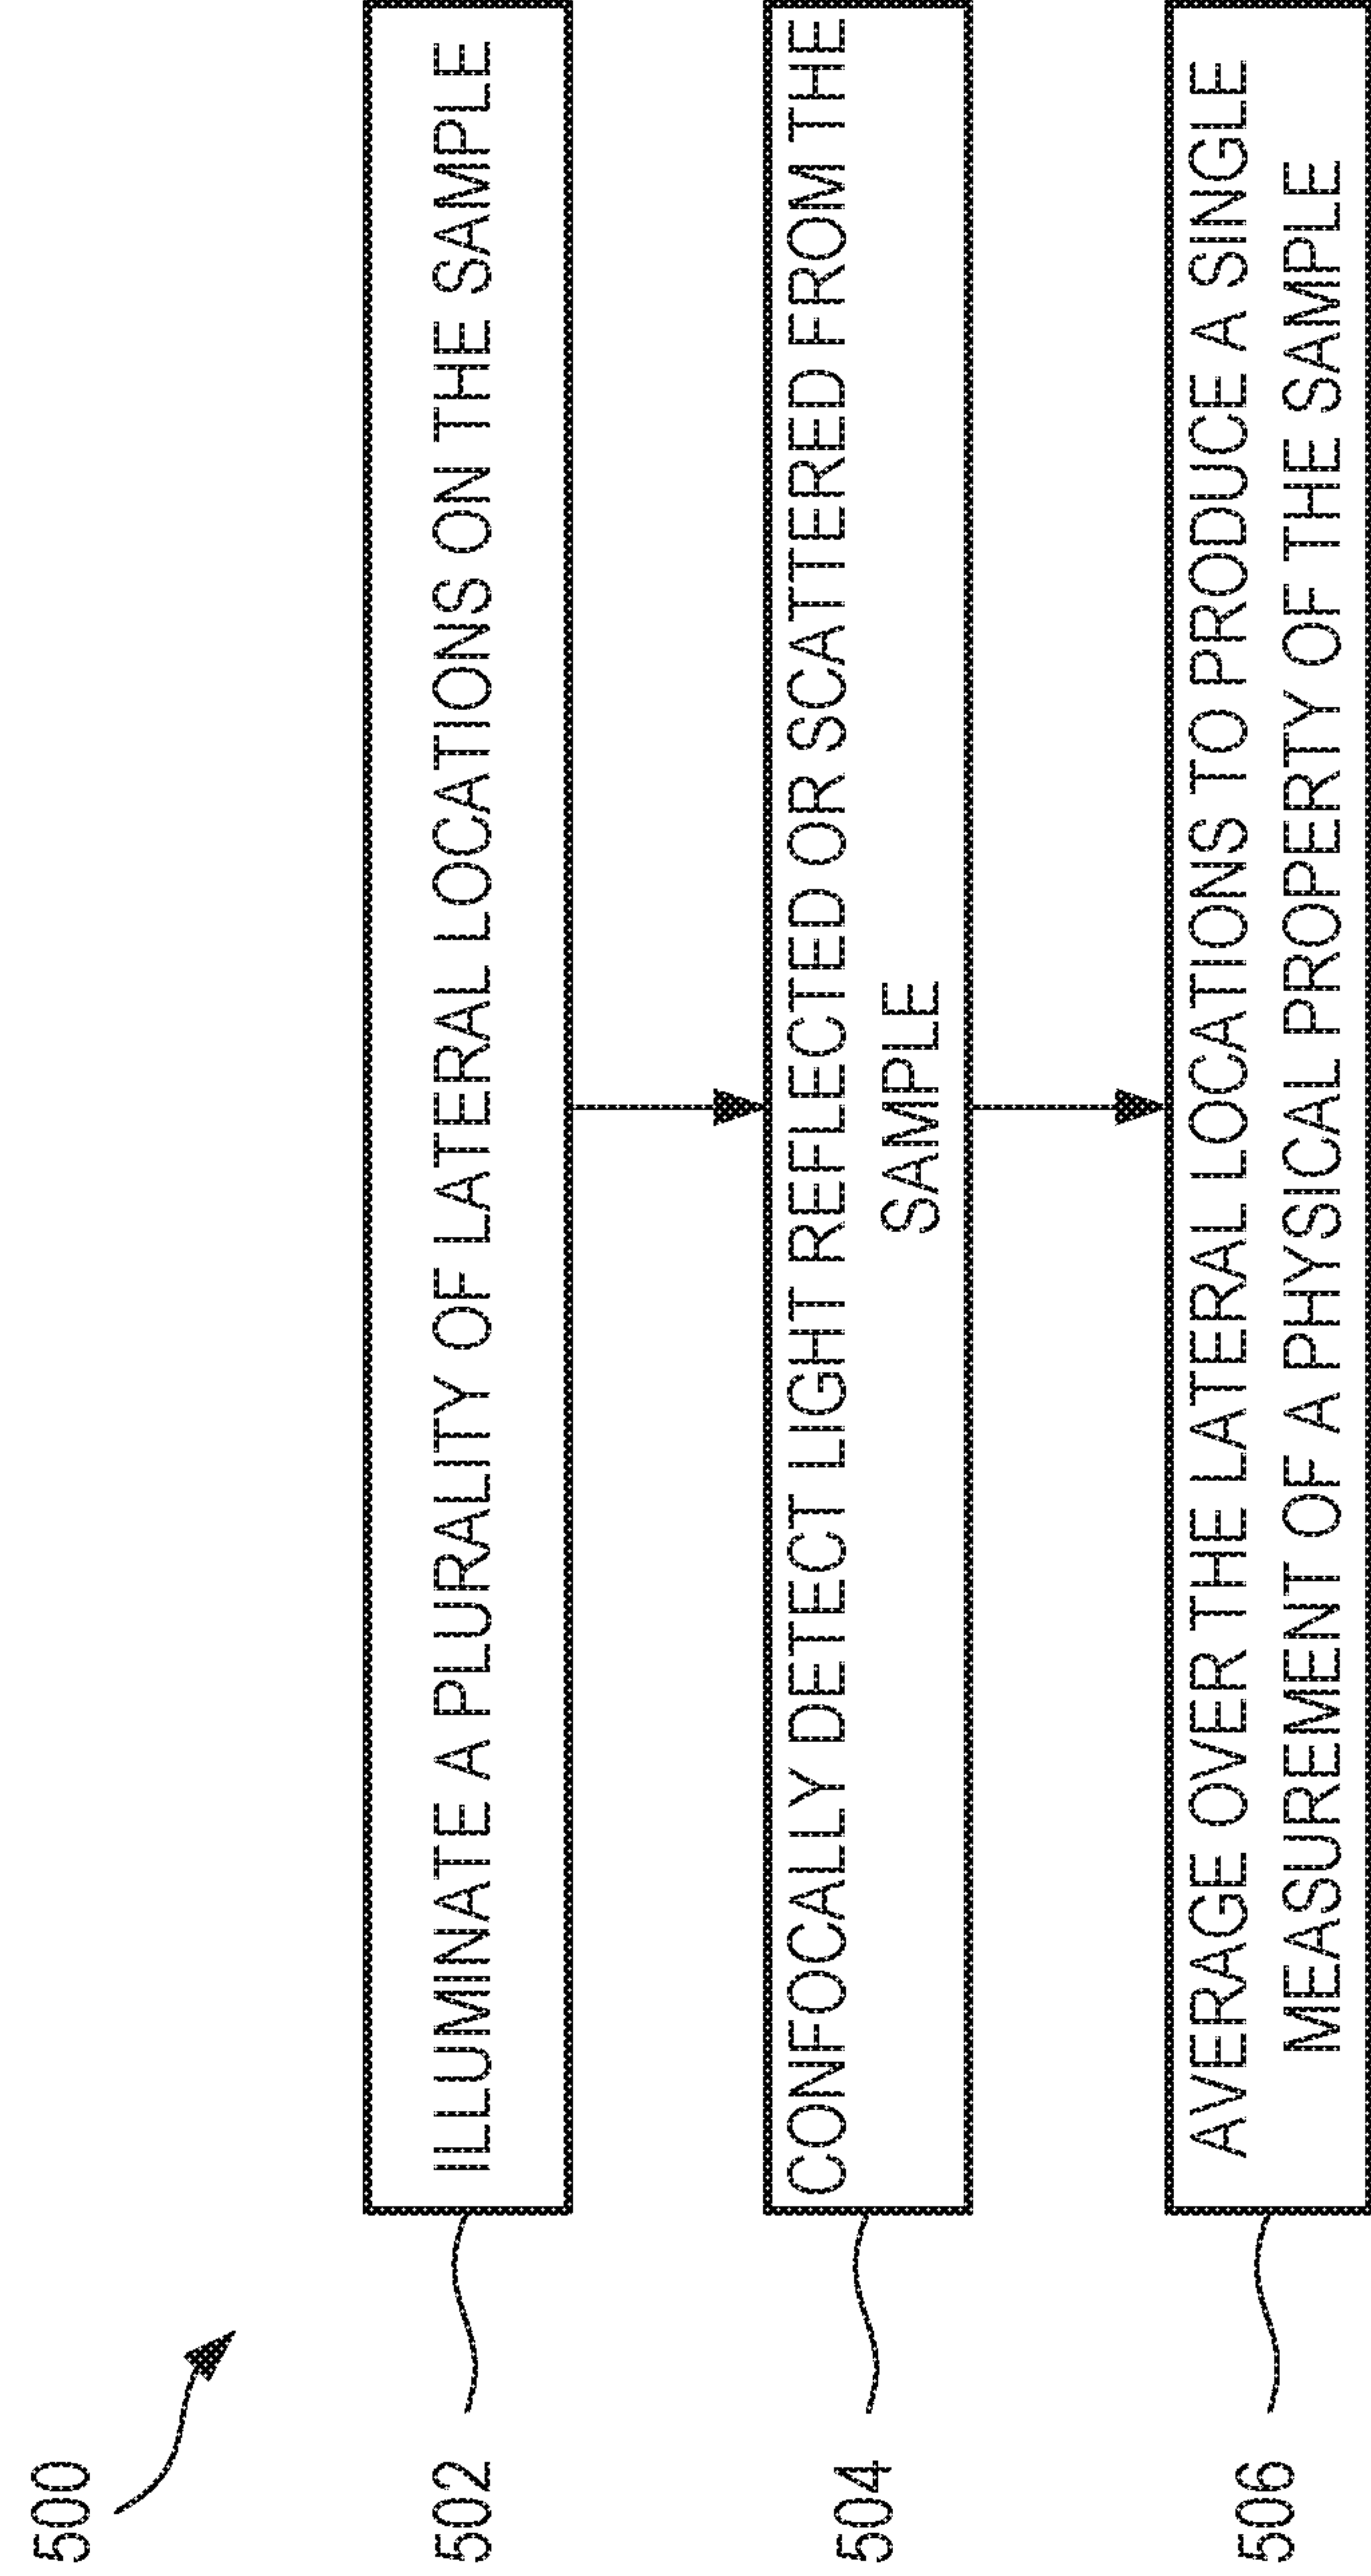 500
502
ILLUMINATE A PLURALITY OF LATERAL LOCATIONS ON THE SAMPLE
504
CONFOCALLY DETECT LIGHT REFLECTED OR SCATTERED FROM THE
SAMPLE
506
AVERAGE OVER THE LATERAL LOCATIONS TO PRODUCE A SINGLE
MEASUREMENT OF A PHYSICAL PROPERTY OF THE SAMPLE